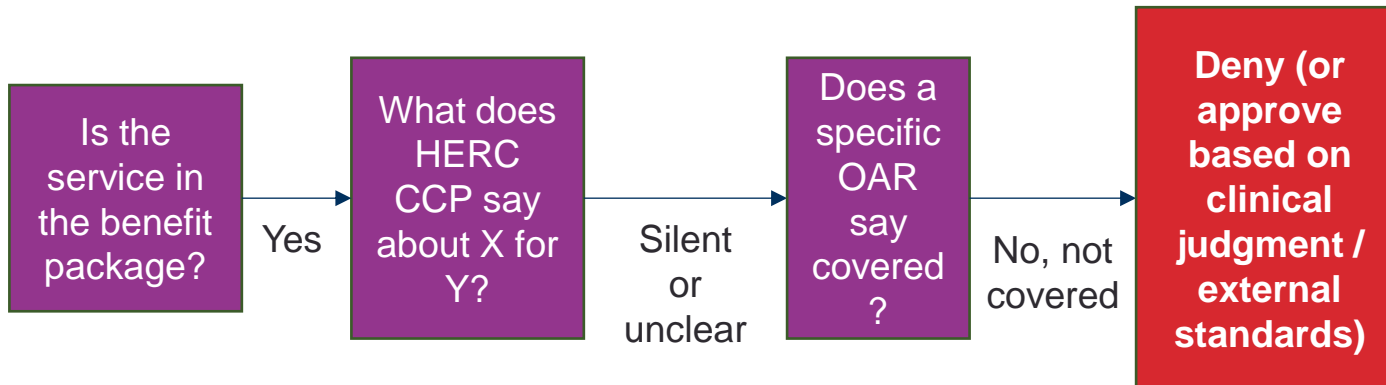 Is the
service in
the benefit
package?
Yes
What does
HERC
CCP say
about X for
Y?
Silent
or
unclear
Does a
specific
OAR
say
covered
?
No, not
covered
Deny (or
approve
based on
clinical
judgment /
external
standards)